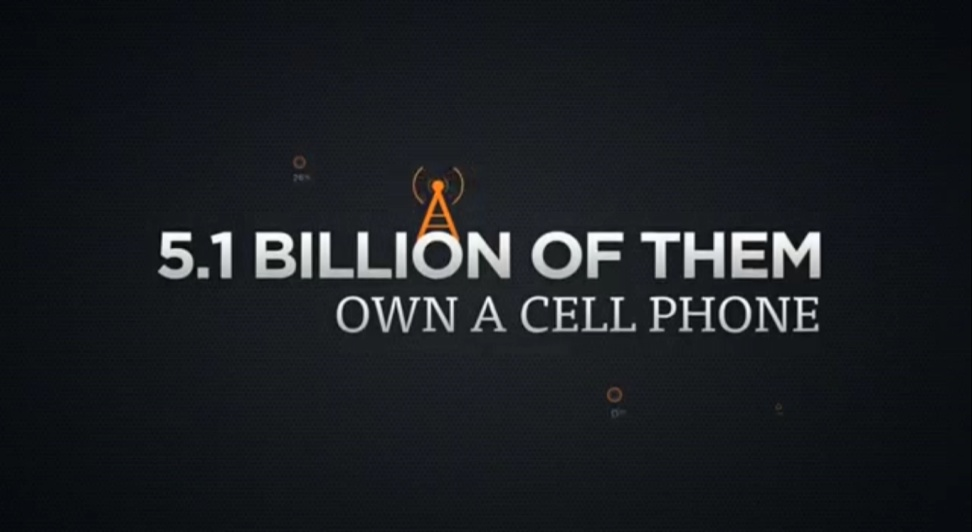 5.1 BILLION OF THEM
OWN A CELL PHONE